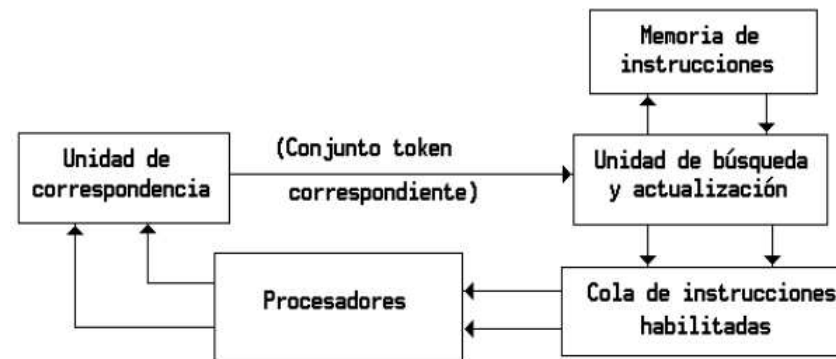 Memoria de
instrucciones
Unidad de
correspondencia
(Conjunto token
correspondiente)
Unidad de búsqueda
y actualización
Procesadores
Cola de instrucciones
habilitadas